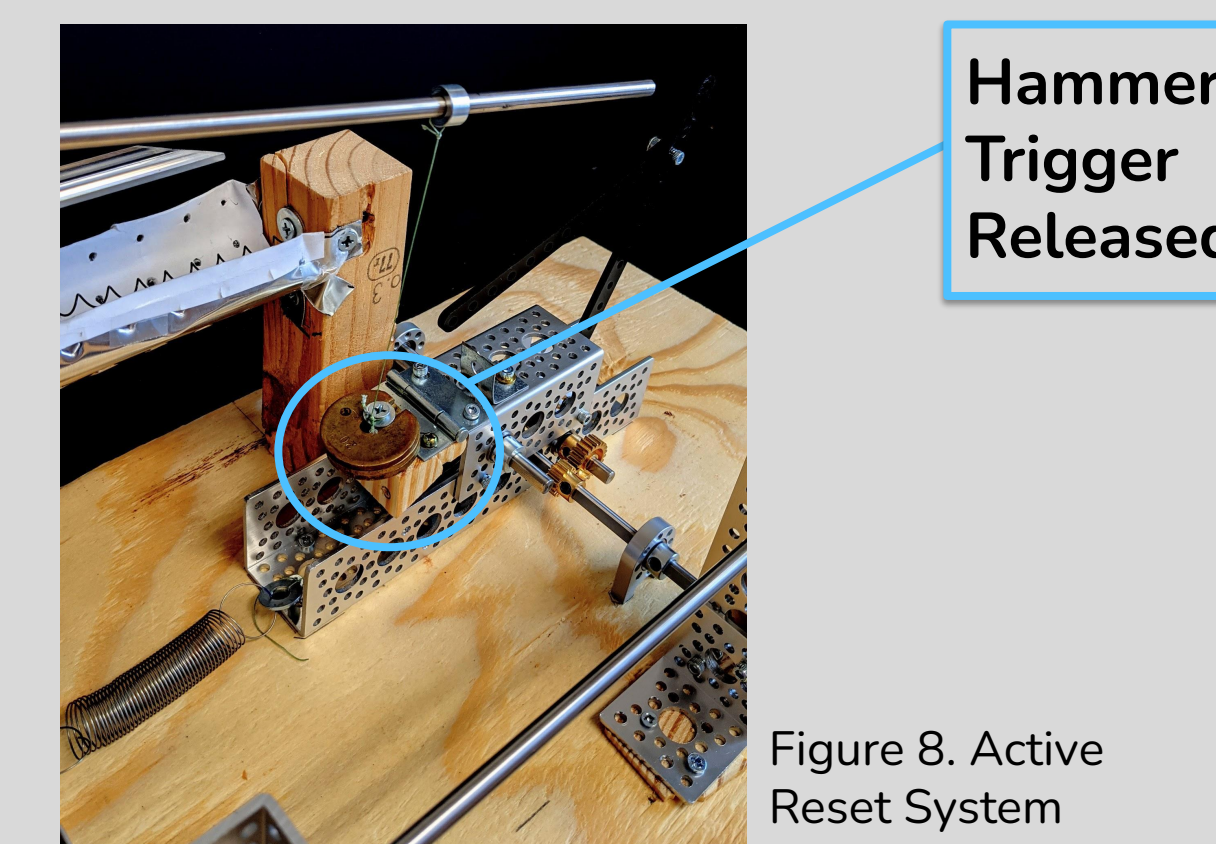 Hammer
Trigger
Released
Figure 8. Active
Reset System